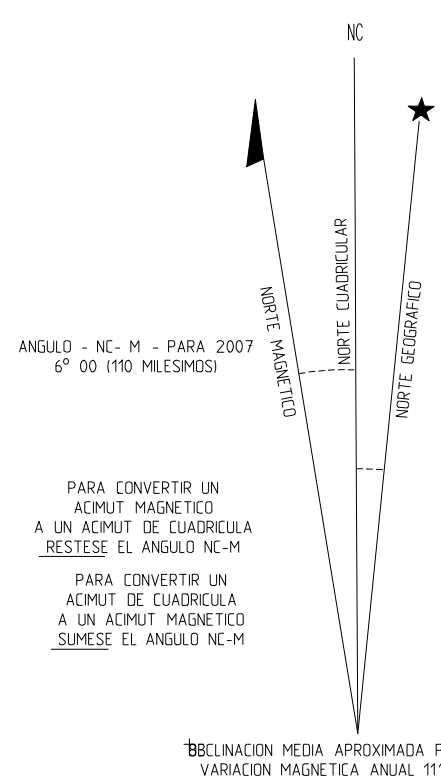 NC
NORTE MAGNETICO
NORTE CUADRICULAR
NORTE GEOGRAFICO
ANGULO - NC- M - PARA 2007
6° 00 (110 MILESIMOS)
PARA CONVERTIR UN
ACIMUT MAGNETICO
A UN ACIMUT DE CUADRICULA
RESTESE EL ANGULO NC-M
PARA CONVERTIR UN
ACIMUT DE CUADRICULA
A UN ACIMUT MAGNETICO
SUMESE EL ANGULO NC-M
MEDIA APROXIMADA P
VARIACION MAGNETICA ANUAL 11'